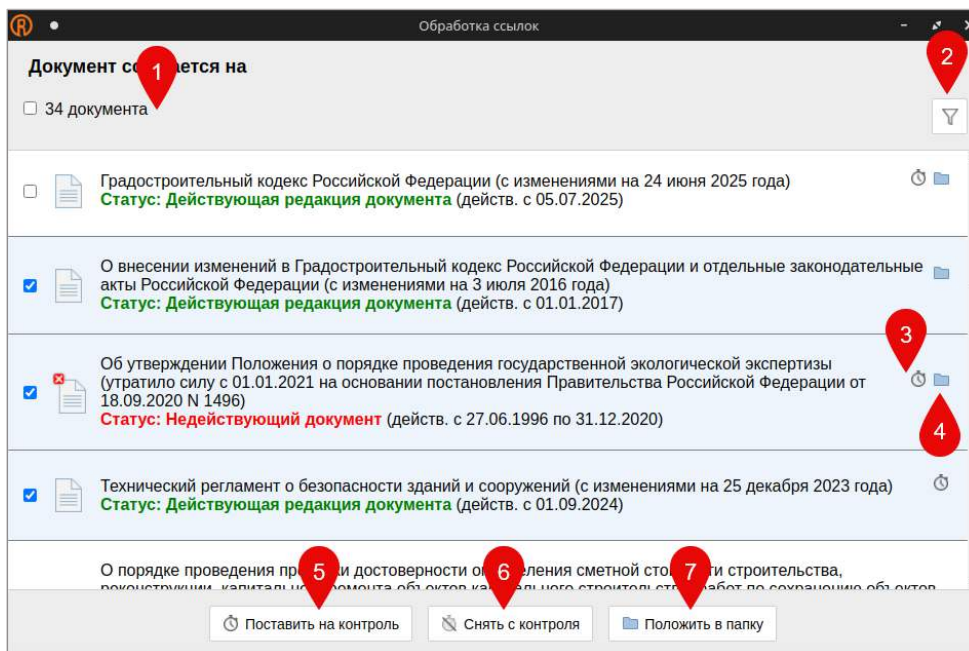 Обработка ссылок
Документ
1
2
34 документа
Градостроительный кодекс Российской Федерации (с изменениями на 24 июня 2025 года)
Статус: Действующая редакция документа (действ. с 05.07.2025)
О внесении изменений в Градостроительный кодекс Российской Федерации и отдельные законодательные
акты Российской Федерации (с изменениями на 3 июля 2016 года)
Статус: Действующая редакция документа (действ. с 01.01.2017)
3
Об утверждении Положения о порядке проведения государственной экологической экспертизы
(утратило силу с 01.01.2021 на основании постановления Правительства Российской Федерации от
18.09.2020 N 1496)
Статус: Недействующий документ (действ. с 27.06.1996 по 31.12.2020)
4
Технический регламент о безопасности зданий и сооружений (с изменениями на 25 декабря 2023 года)
Статус: Действующая редакция документа (действ. с 01.09.2024)
О порядке проведения достоверности сметной строительства,
5
6
7
Поставить на контроль
Снять с контроля
Положить в папку